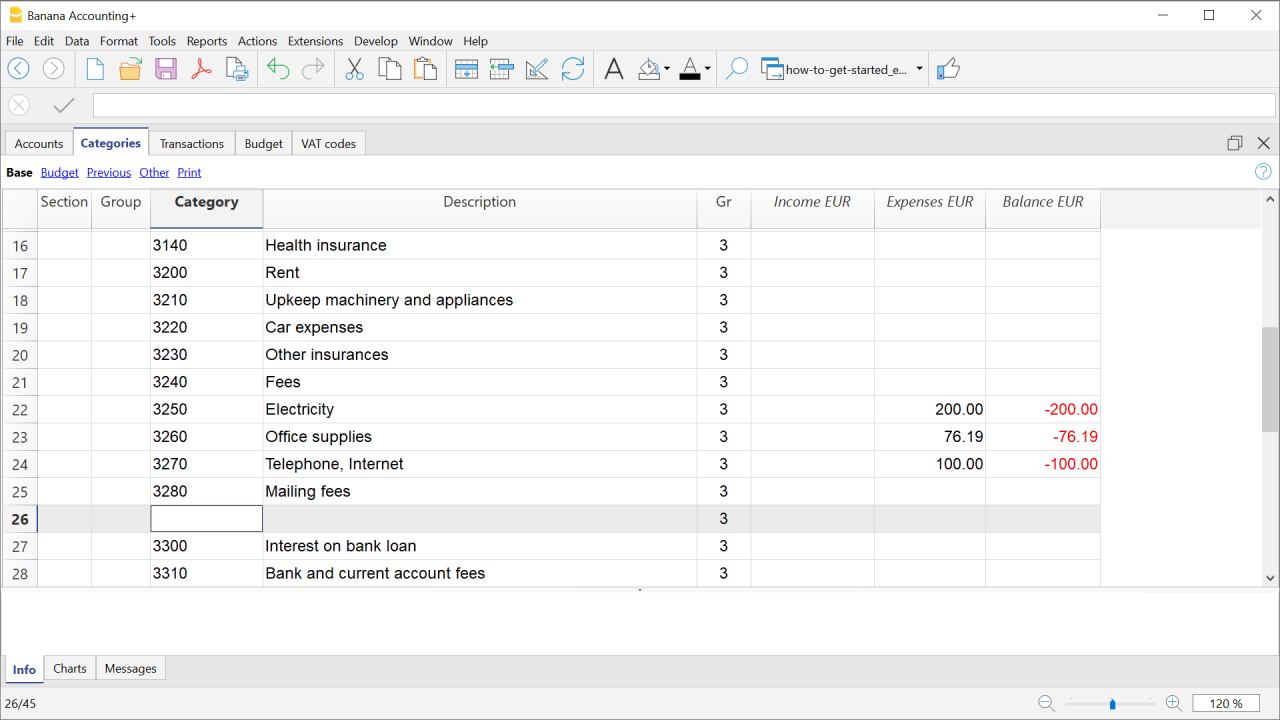 Banana Accounting+
File Edit Data Format Tools Reports Actions Extensions Develop Window Help
how-to-get-started_e...
Accounts Categories Transactions Budget VAT codes
Base Budget Previous Other Print
Section Group Category Description Gr Income EUR Expenses EUR Balance EUR
16 3140 Health insurance 3
17 3200 Rent 3
18 3210 Upkeep machinery and appliances 3
19 3220 Car expenses 3
20 3230 Other insurances 3
21 3240 Fees 3
22 3250 Electricity 3 200.00 -200.00
23 3260 Office supplies 3 76.19 -76.19
24 3270 Telephone, Internet 3 100.00 -100.00
25 3280 Mailing fees 3
26 3
27 3300 Interest on bank loan 3
28 3310 Bank and current account fees 3
Info Charts Messages
26/45 120 %